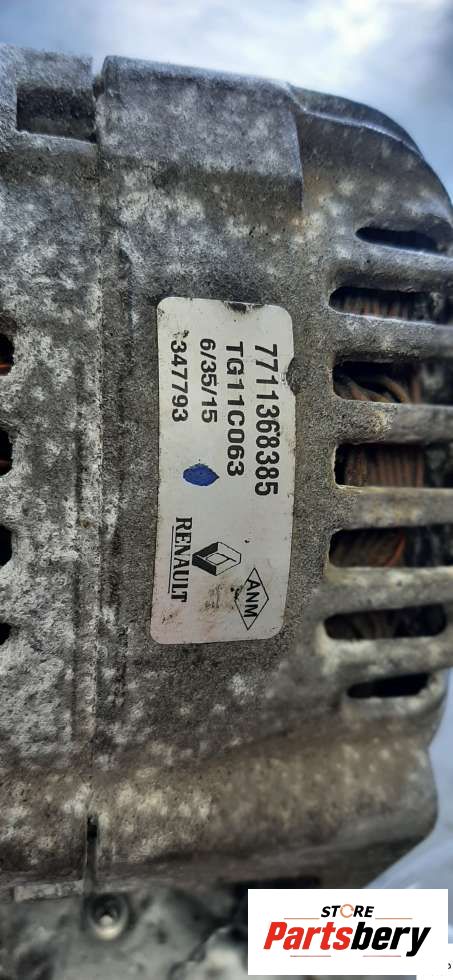 7711368385
TG11C063
6/35/15
347793
RENAULT
ANM
STORE
Partsbery